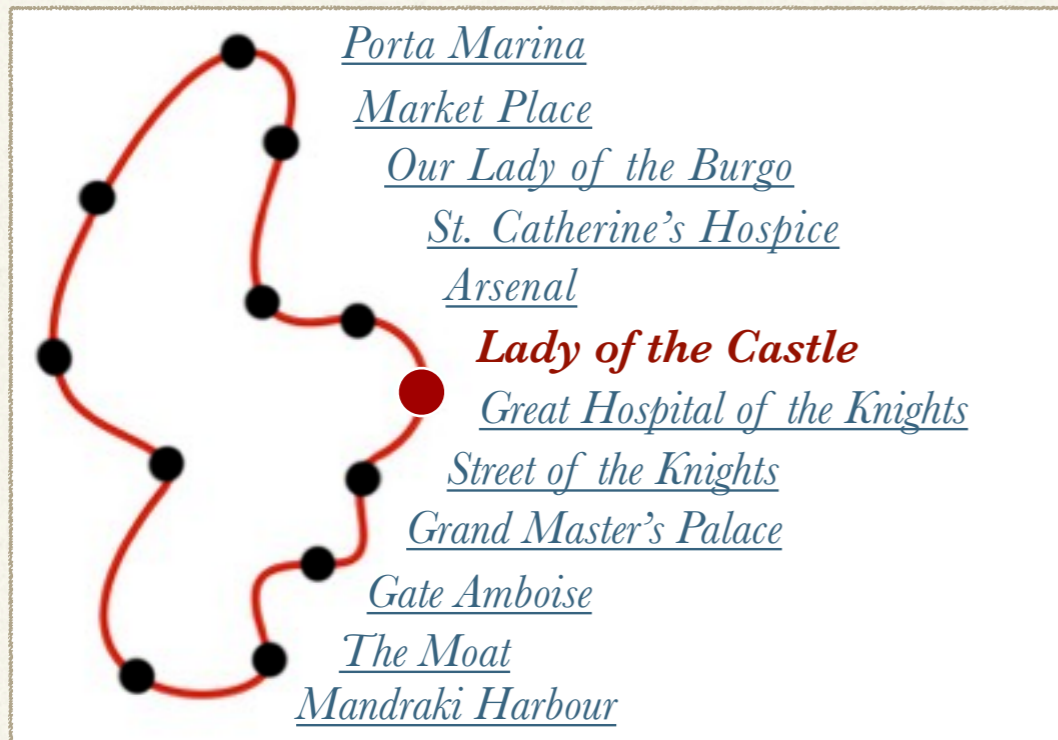 Porta Marina
Market Place
Our Lady of the Burgo
St. Catherine’s Hospice
Arsenal
Lady of the Castle
Great Hospital of the Knights
Street of the Knights
Grand Master’s Palace
Gate Amboise
The Moat
Mandraki Harbour